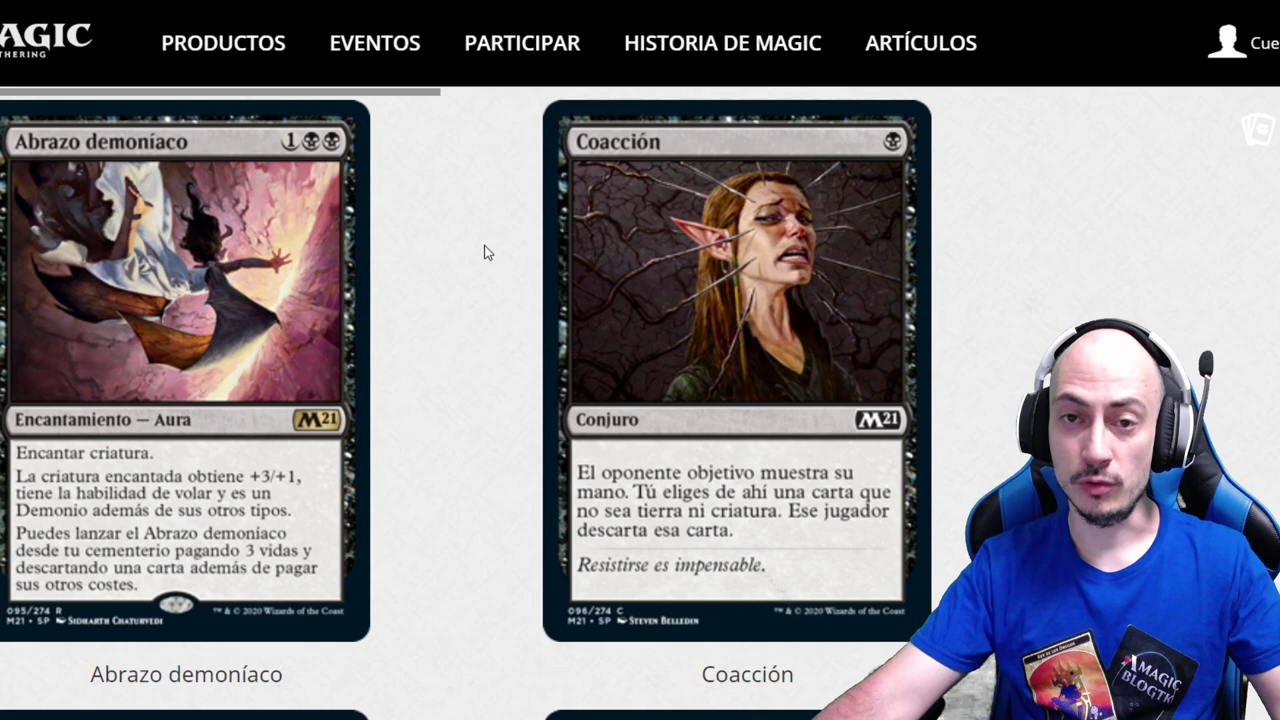 AGIC
THERING
PRODUCTOS EVENTOS PARTICIPAR HISTORIA DE MAGIC ARTÍCULOS Cue
Abrazo demoníaco 1
Encantamiento — Aura M21
Encantar criatura.
La criatura encantada obtiene +3/+1,
tiene la habilidad de volar y es un
Demonio además de sus otros tipos.
Puedes lanzar el Abrazo demoníaco
desde tu cementerio pagando 3 vidas y
descartando una carta además de pagar
sus otros costes.
095/274 R ™ & © 2020 Wizards of the Coast
M21 • SP SIDHARTH CHATURVEDI
Abrazo demoníaco
Coacción
Conjuro M21
El oponente objetivo muestra su
mano. Tú eliges de ahí una carta que
no sea tierra ni criatura. Ese jugador
descarta esa carta.
Resistirse es impensable.
096/274 C ™ & © 2020 Wizards of the Coast
M21 • SP STEVEN BELLEDIN
Coacción
MAGIC
BLOGTK